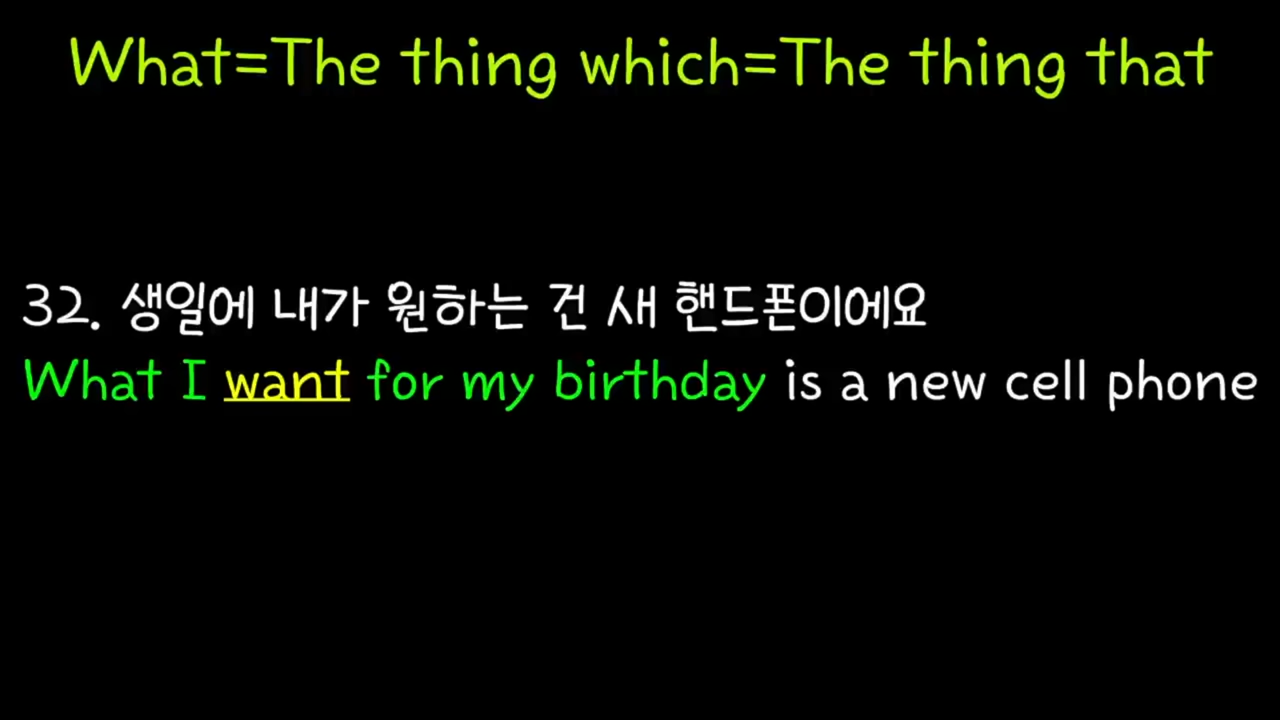 What=The thing which=The thing that
32. 생일에 내가 원하는 건 새 핸드폰이에요
What I want for my birthday is a new cell phone